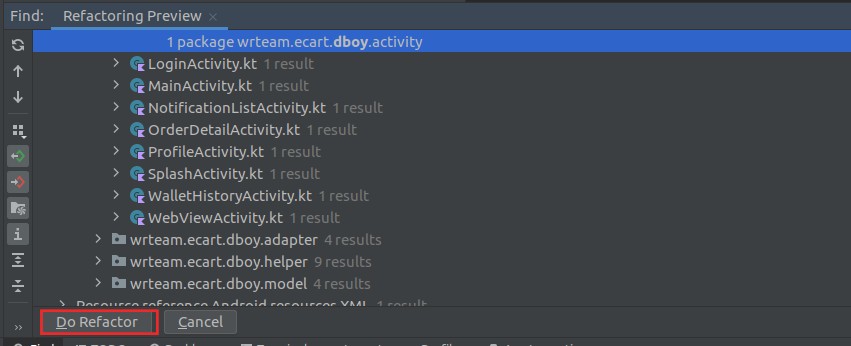 Find: Refactoring Preview ×
1 package wrteam.ecart.dboy.activity
LoginActivity.kt 1 result
MainActivity.kt 1 result
NotificationListActivity.kt 1 result
OrderDetailActivity.kt 1 result
ProfileActivity.kt 1 result
SplashActivity.kt 1 result
WalletHistoryActivity.kt 1 result
WebViewActivity.kt 1 result
wrteam.ecart.dboy.adapter 4 results
wrteam.ecart.dboy.helper 9 results
wrteam.ecart.dboy.model 4 results
Resource reference Android resources XML
Do Refactor Cancel